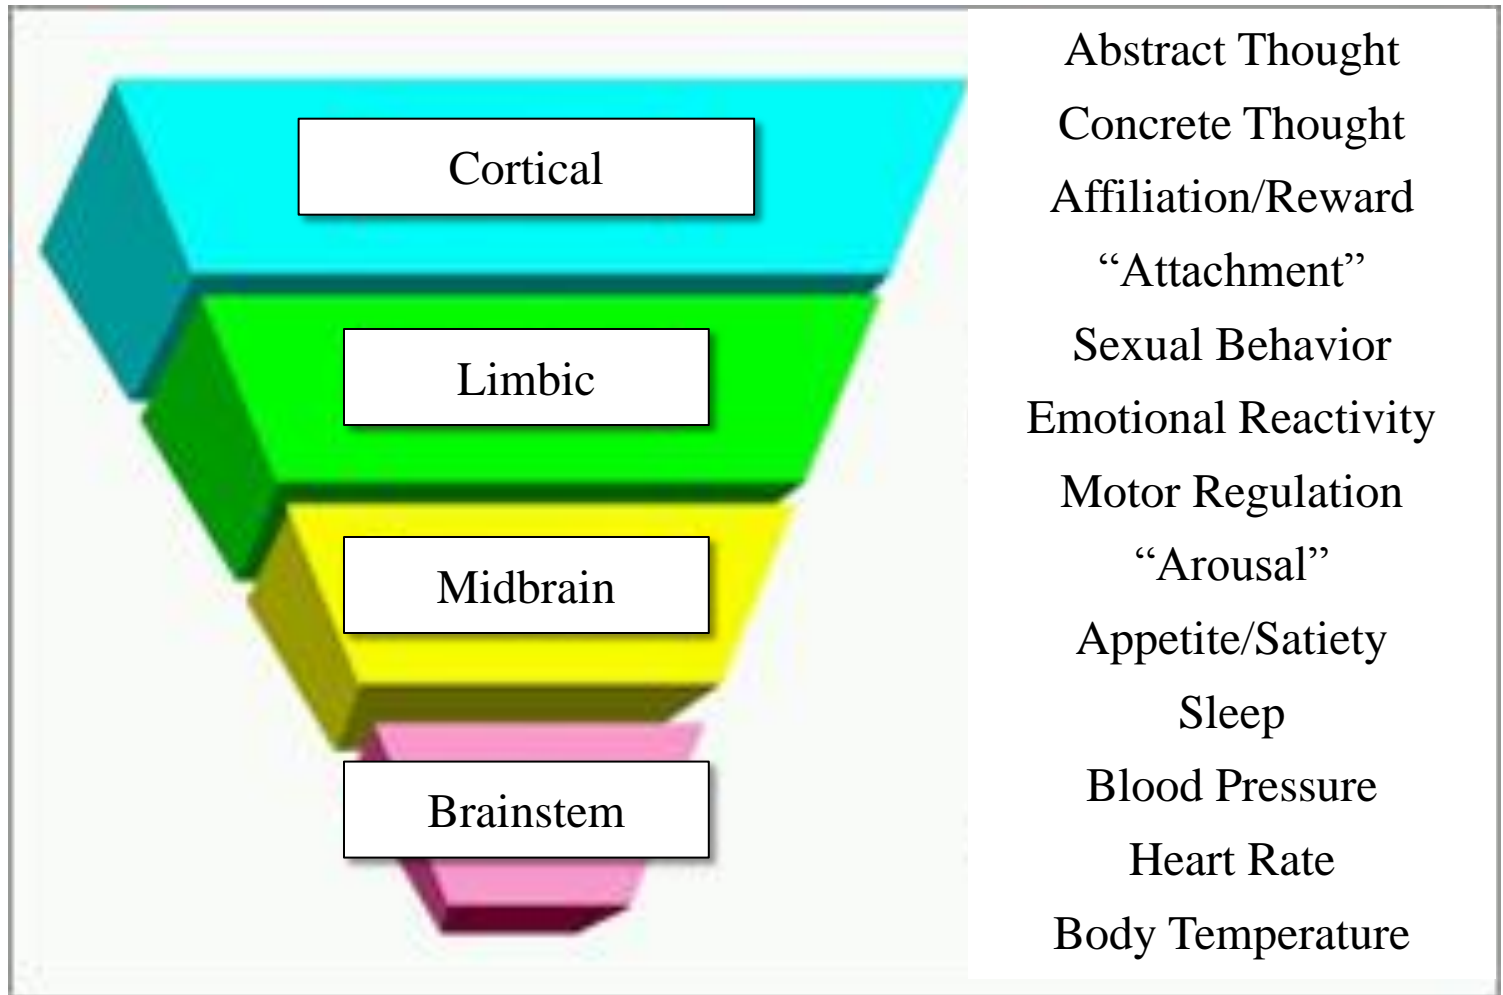 Cortical
Limbic
Midbrain
Brainstem
Abstract Thought
Concrete Thought
Affiliation/Reward
“Attachment”
Sexual Behavior
Emotional Reactivity
Motor Regulation
“Arousal”
Appetite/Satiety
Sleep
Blood Pressure
Heart Rate
Body Temperature